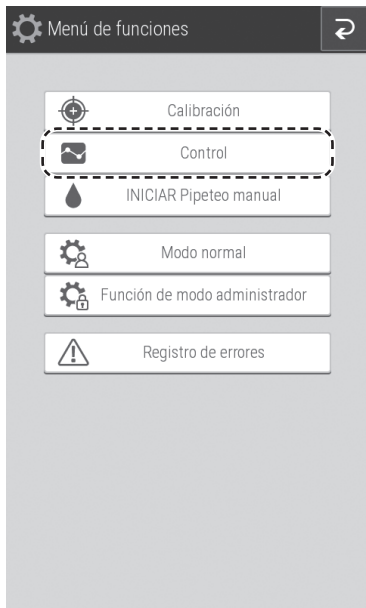 Menú de funciones
Calibración
Control
INICIAR Pipeteo manual
Modo normal
Función de modo administrador
Registro de errores